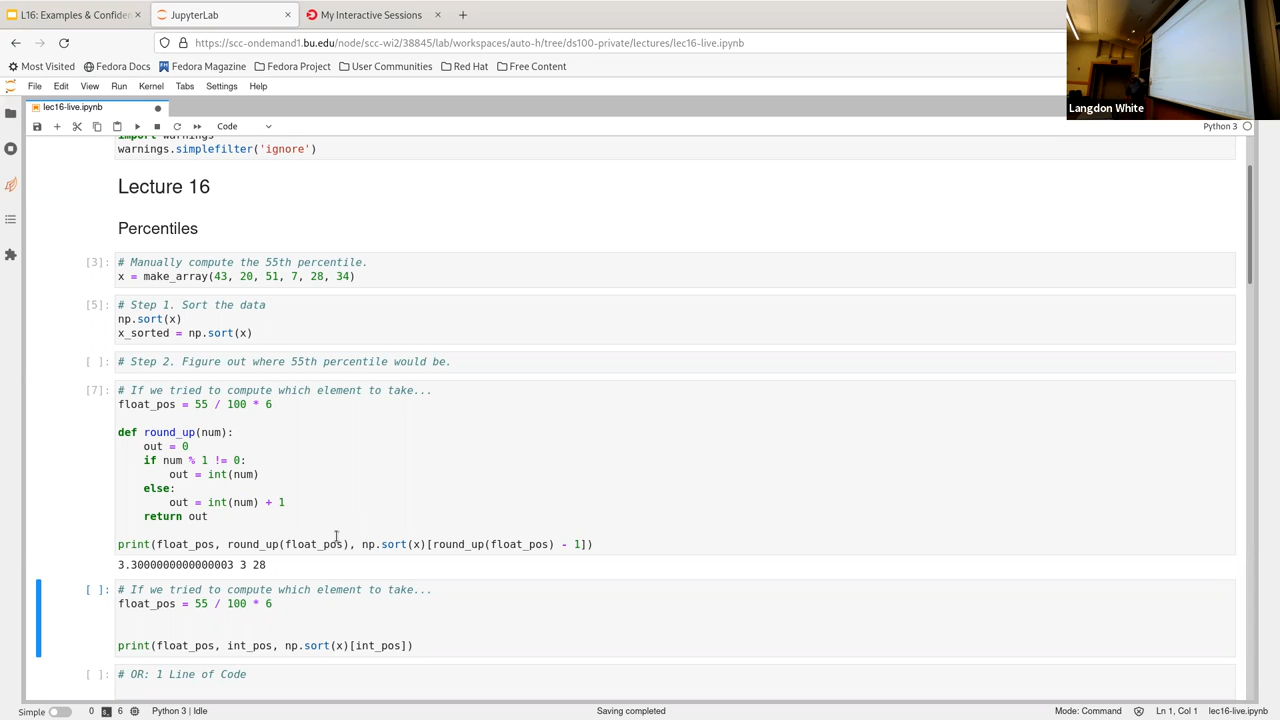 L16: Examples & Confiden
JupyterLab
My Interactive Sessions
https://scc-ondemand1.bu.edu/node/scc-wi2/38845/lab/workspaces/auto-h/tree/ds100-private/lectures/lec16-live.ipynb
Most Visited
Fedora Docs
Fedora Magazine
Fedora Project
User Communities
Red Hat
Free Content
Langdon White
File Edit View Run Kernel Tabs Settings Help
lec16-live.ipynb
Code
Python 3
import warnings
warnings.simplefilter('ignore')
Lecture 16
Percentiles
[3]: # Manually compute the 55th percentile.
x = make_array(43, 20, 51, 7, 28, 34)
[5]: # Step 1. Sort the data
np.sort(x)
x_sorted = np.sort(x)
[ ]: # Step 2. Figure out where 55th percentile would be.
[7]: # If we tried to compute which element to take...
float_pos = 55 / 100 * 6
def round_up(num):
out = 0
if num % 1 != 0:
out = int(num)
else:
out = int(num) + 1
return out
print(float_pos, round_up(float_pos), np.sort(x)[round_up(float_pos) - 1])
3.3000000000000003 3 28
[ ]: # If we tried to compute which element to take...
float_pos = 55 / 100 * 6
print(float_pos, int_pos, np.sort(x)[int_pos])
[ ]: # OR: 1 Line of Code
Simple 0 6 Python 3 | Idle Saving completed Mode: Command Ln 1, Col 1 lec16-live.ipynb